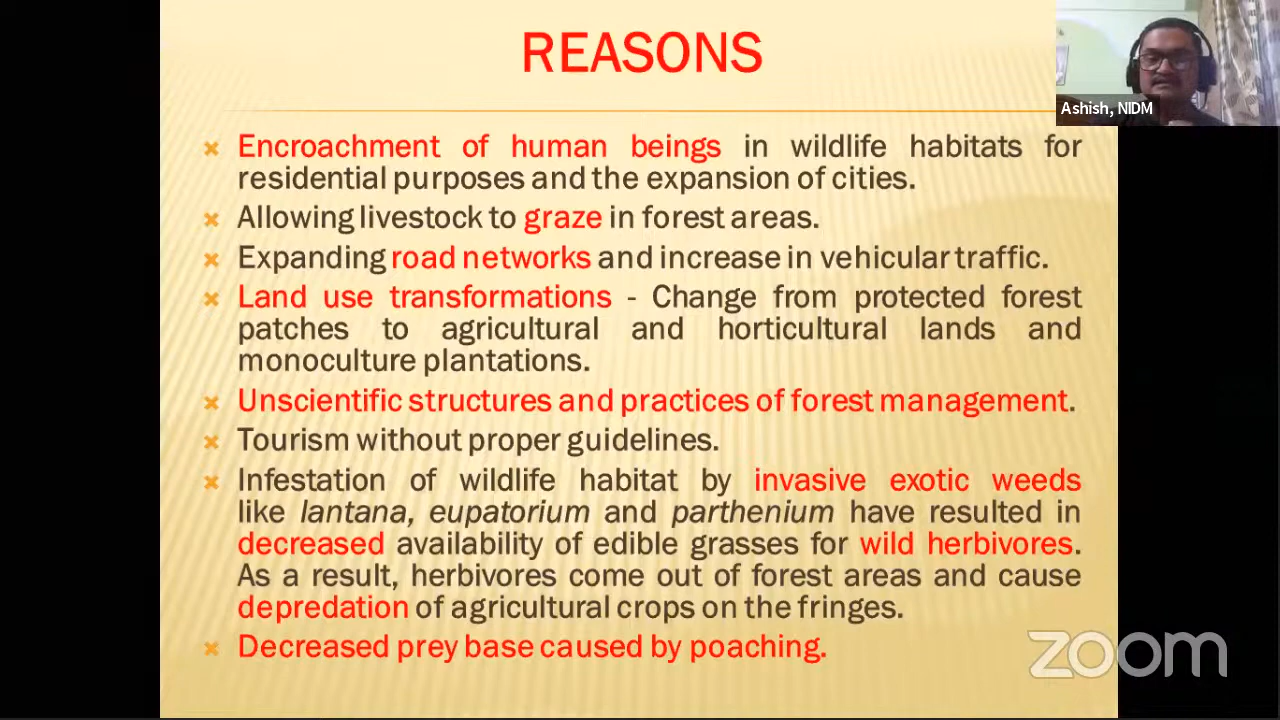 REASONS
Ashish, NIDM
Encroachment of human beings in wildlife habitats for
residential purposes and the expansion of cities.
Allowing livestock to graze in forest areas.
Expanding road networks and increase in vehicular traffic.
Land use transformations - Change from protected forest
patches to agricultural and horticultural lands and
monoculture plantations.
Unscientific structures and practices of forest management.
Tourism without proper guidelines.
Infestation of wildlife habitat by invasive exotic weeds
like lantana, eupatorium and parthenium have resulted in
decreased availability of edible grasses for wild herbivores.
As a result, herbivores come out of forest areas and cause
depredation of agricultural crops on the fringes.
Decreased prey base caused by poaching.
zoom